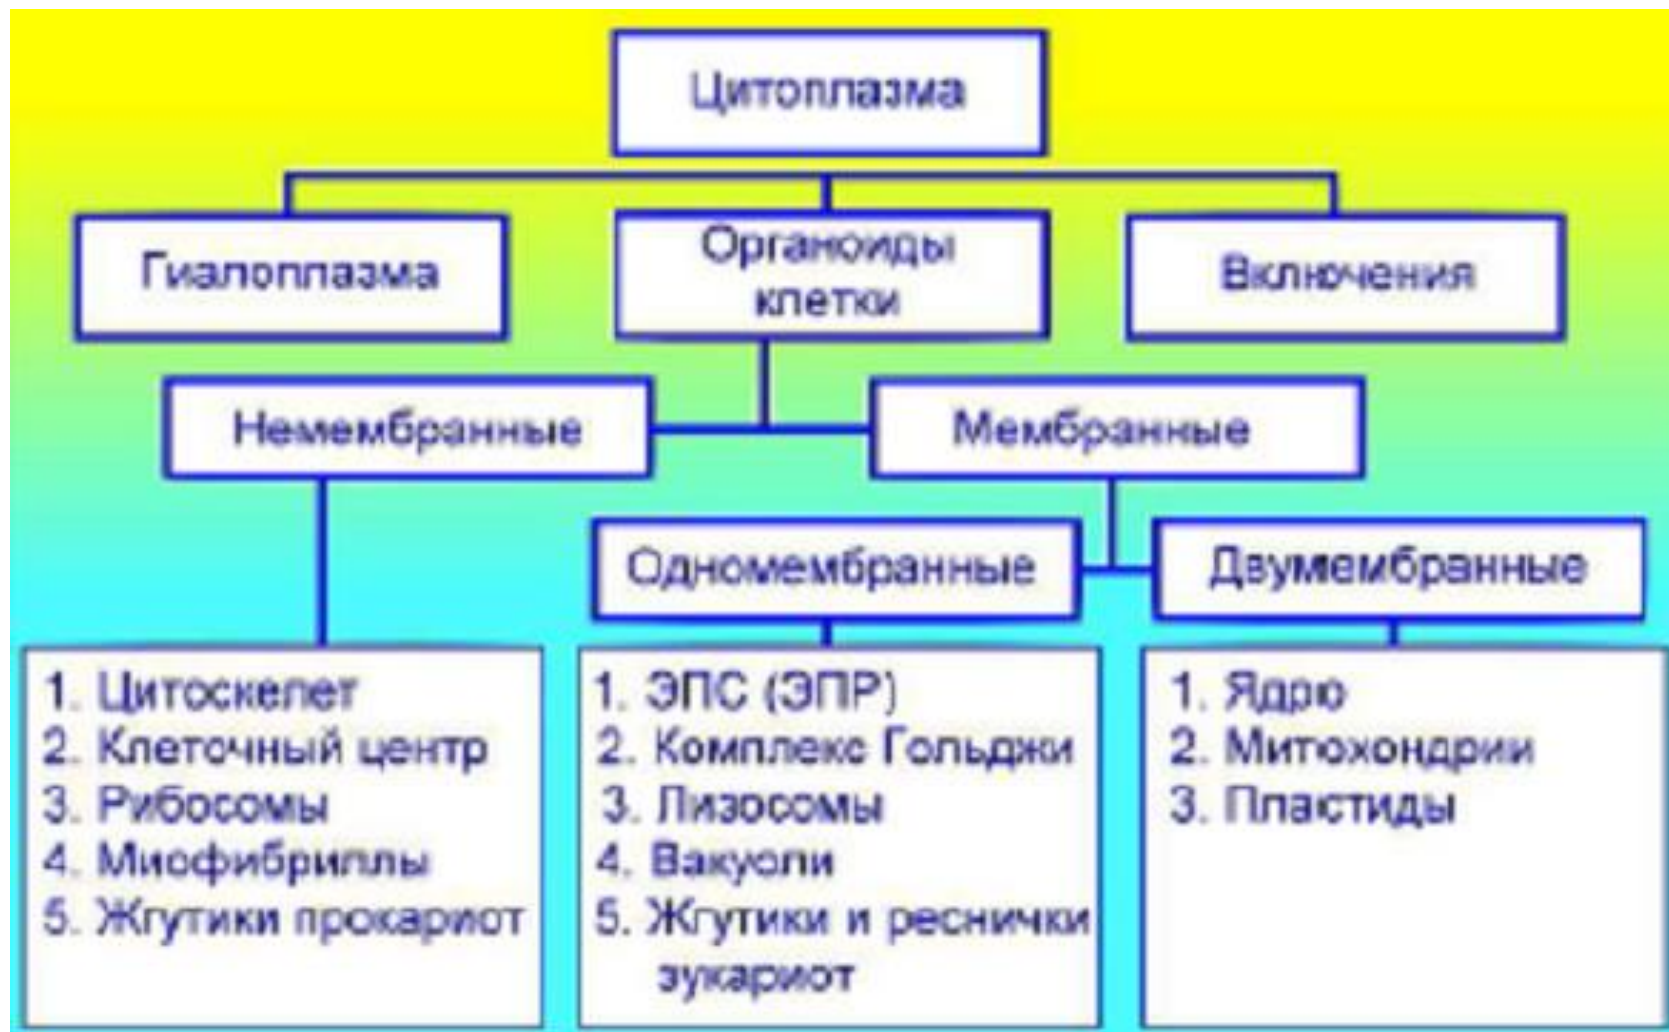 Цитоплазма
Гиалоплазма
Органоиды
клетки
Включения
Немембранные
Мембранные
Одномембранные
Двумембранные
1. Цитоскелет
2. Клеточный центр
3. Рибосомы
4. Миофибриллы
5. Жгутики прокариот
1. ЭПС (ЭПР)
2. Комплекс Гольджи
3. Лизосомы
4. Вакуоли
5. Жгутики и реснички
эукариот
1. Ядрю
2. Митохондрии
3. Пластиды